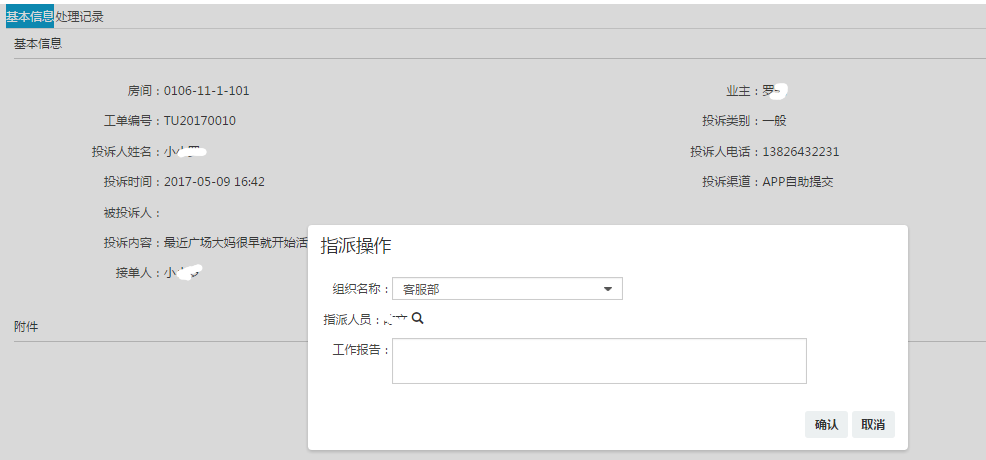 基本信息 处理记录
基本信息
房间：0106-11-1-101 业主：罗
工单编号：TU20170010 投诉类别：一般
投诉人姓名：小 投诉人电话：13826432231
投诉时间：2017-05-09 16:42 投诉渠道：APP自助提交
被投诉人：
投诉内容：最近广场大妈很早就开始活
接单人：小
附件
指派操作
组织名称：客服部
指派人员：
工作报告：
确认 取消